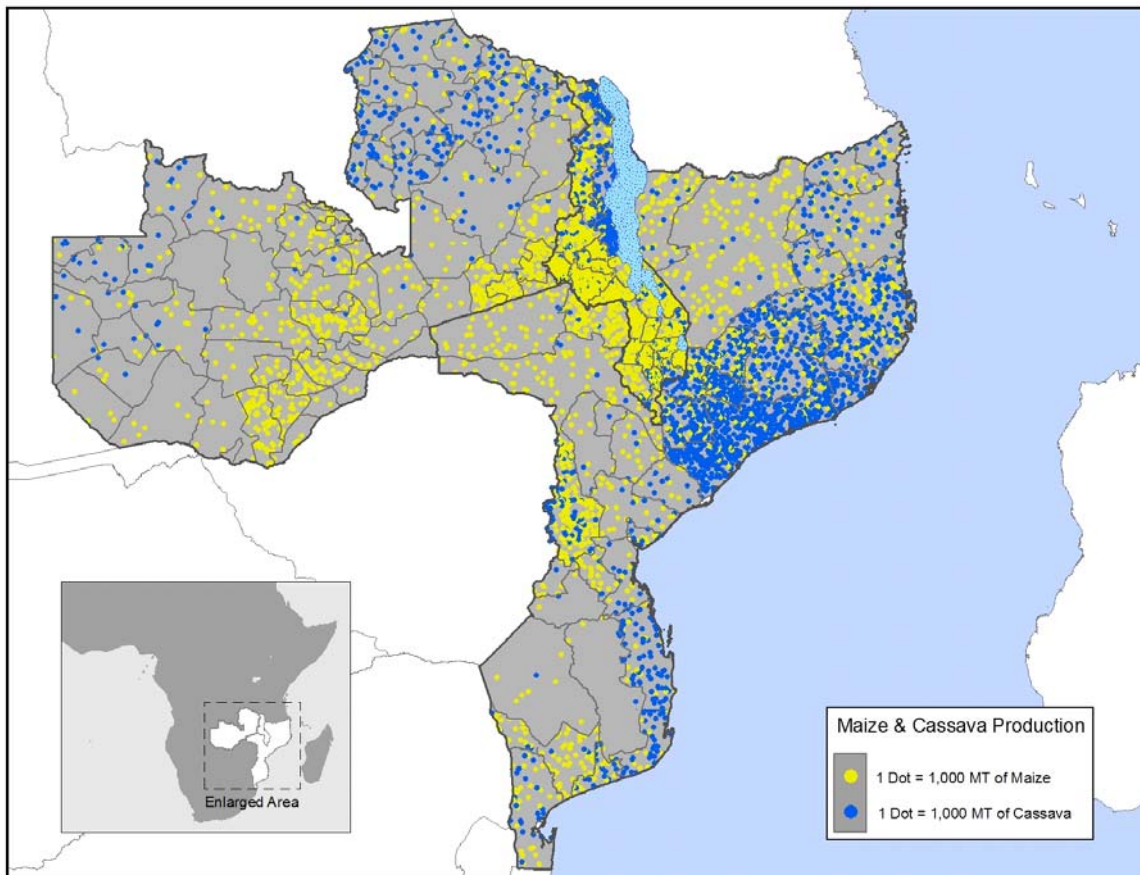 Enlarged Area
Maize & Cassava Production
1 Dot = 1,000 MT of Maize
1 Dot = 1,000 MT of Cassava